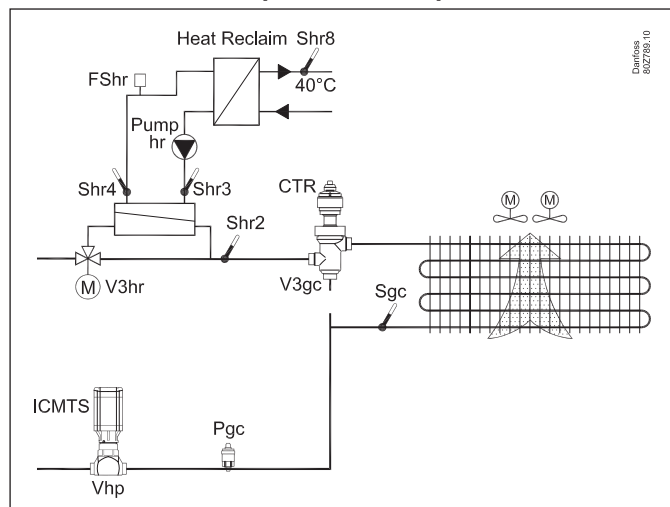 Heat Reclaim
Shr8
FShr
40°C
Pump
hr
Shr4
Shr3
CTR
Shr2
M
V3hr
V3gc
M
M
Sgc
ICMTS
Pgc
Vhp
Danfoss
80Z789.10